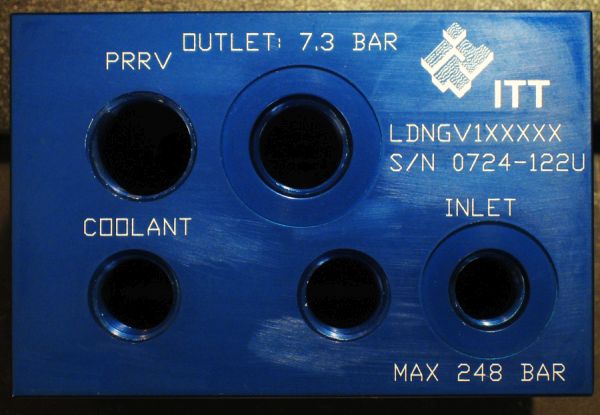 OUTLET: 7.3 BAR
PRRV
ITT
LDNGV1XXXXX
S/N 0724-122U
COOLANT
INLET
MAX 248 BAR